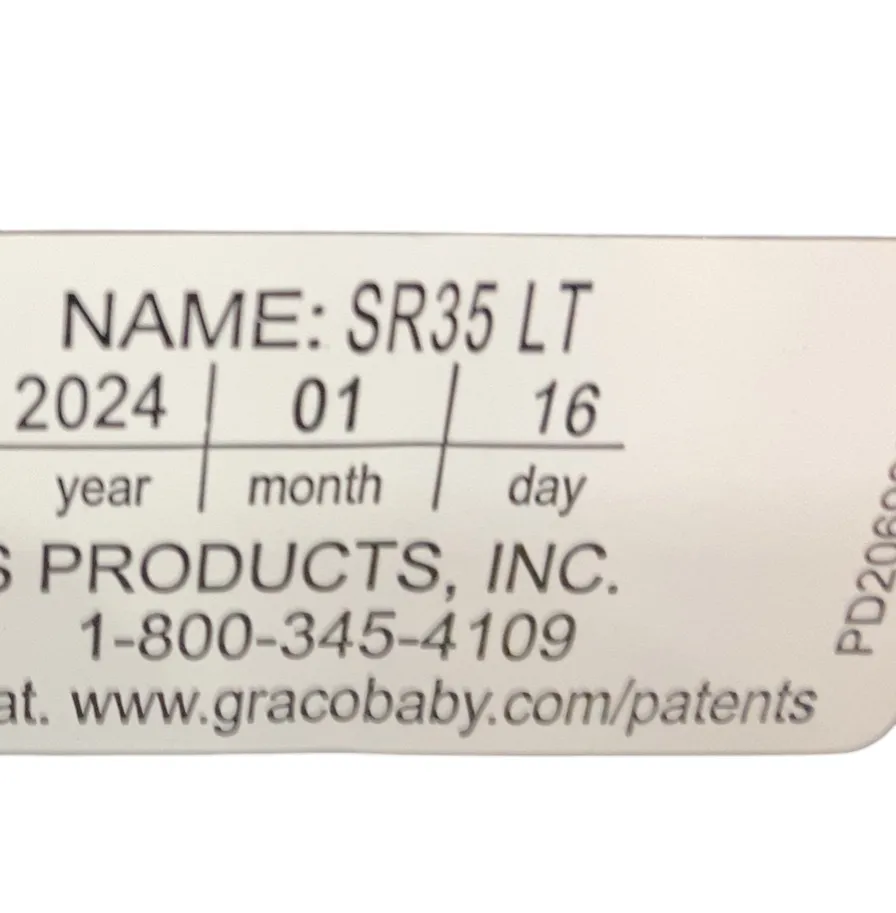 NAME: SR35 LT
2024 01 16
year month day
PRODUCTS, INC.
1-800-345-4109
www.gracobaby.com/patents